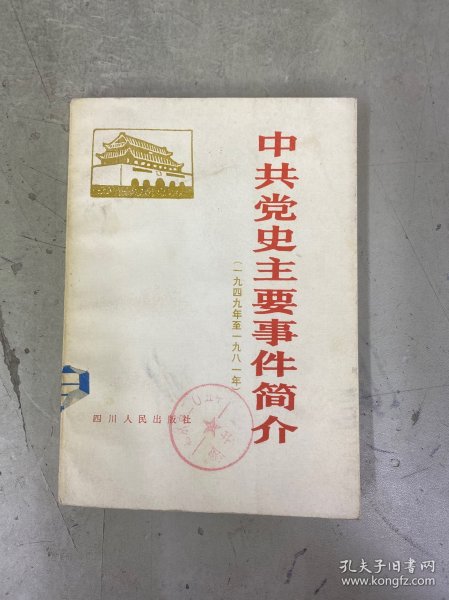 中共党史主要事件简介
(一九四九年至一九八一年)
四川人民出版社
孔夫子旧书网
www.kongfz.com